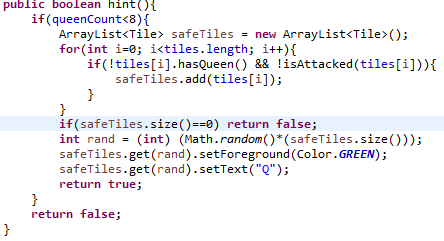 public boolean hint(){
    if(queenCount<8){
        ArrayList<Tile> safeTiles = new ArrayList<Tile>();
        for(int i=0; i<tiles.length; i++){
            if(!tiles[i].hasQueen() && !isAttacked(tiles[i])){
                safeTiles.add(tiles[i]);
            }
        }
        if(safeTiles.size()==0) return false;
        int rand = (int) (Math.random()*(safeTiles.size()));
        safeTiles.get(rand).setForeground(Color.GREEN);
        safeTiles.get(rand).setText("Q");
        return true;
    }
    return false;
}